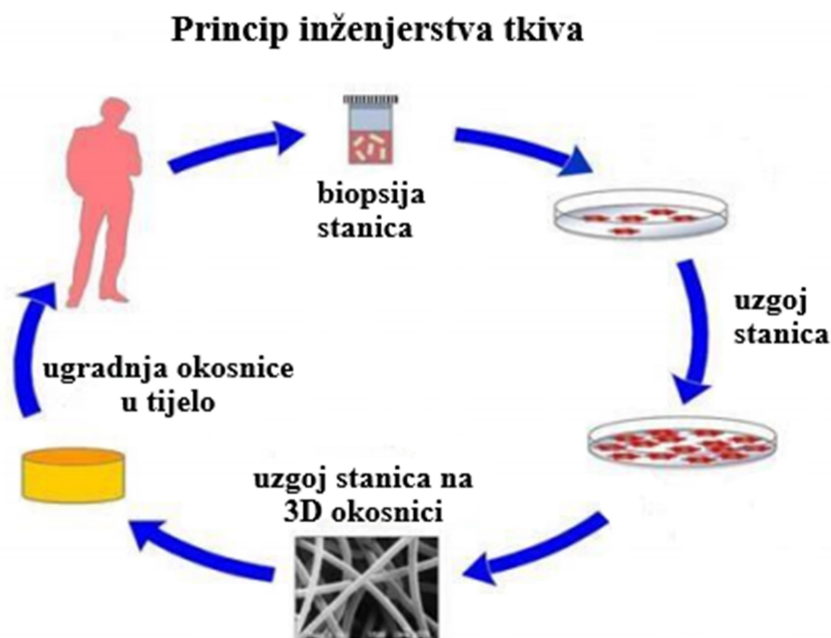 Princip inženjerstva tkiva
biopsija
stanica
uzgoj
stanica
ugradnja okosnice
u tijelo
uzgoj stanica na
3D okosnici